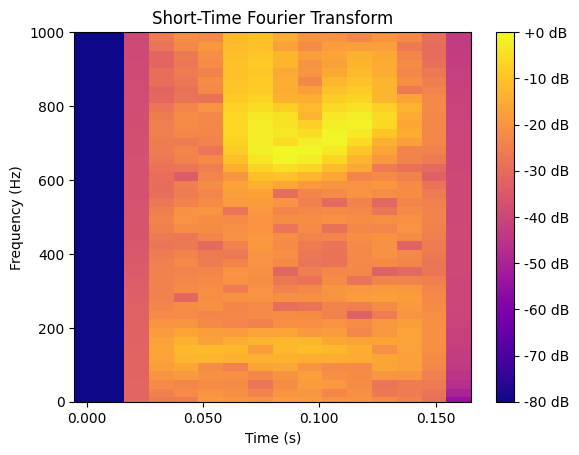 Short-Time Fourier Transform
1000
800
600
400
200
0
Frequency (Hz)
0.000
0.050
0.100
0.150
Time (s)
+0 dB
-10 dB
-20 dB
-30 dB
-40 dB
-50 dB
-60 dB
-70 dB
-80 dB